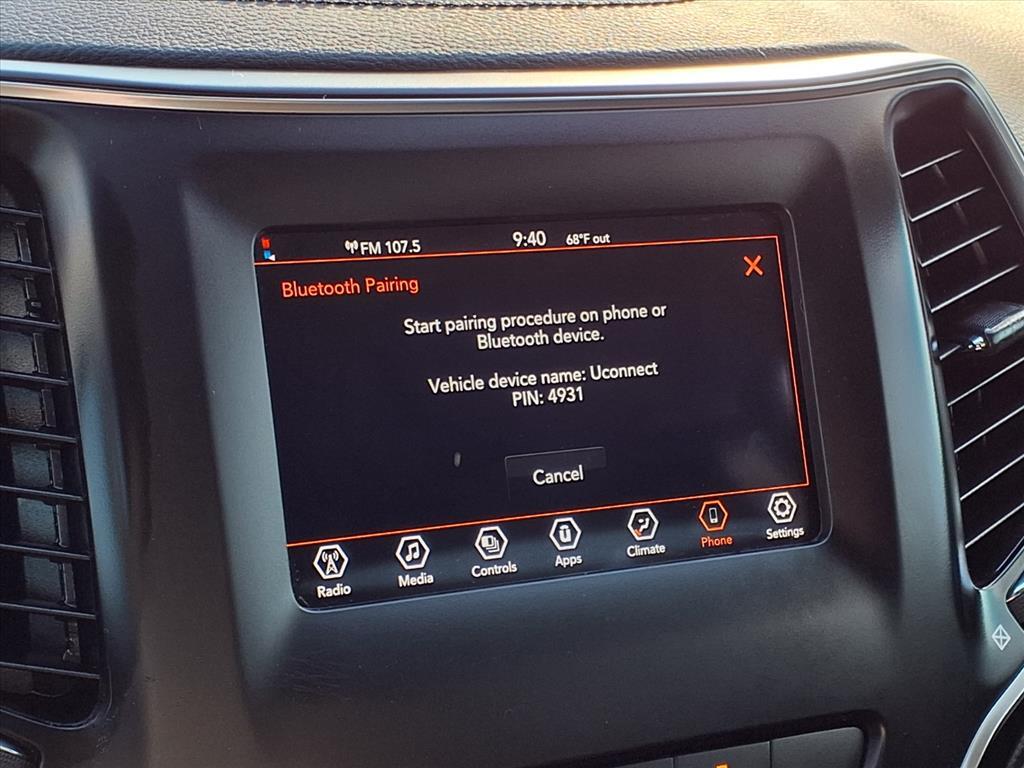 FM 107.5 9:40 68°F out
Bluetooth Pairing X
Start pairing procedure on phone or
Bluetooth device.
Vehicle device name: Uconnect
PIN: 4931
Cancel
Radio Media Controls Apps Climate Phone Settings